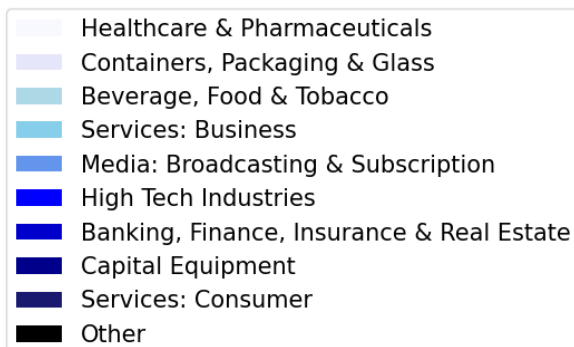 Healthcare & Pharmaceuticals
Containers, Packaging & Glass
Beverage, Food & Tobacco
Services: Business
Media: Broadcasting & Subscription
High Tech Industries
Banking, Finance, Insurance & Real Estate
Capital Equipment
Services: Consumer
Other